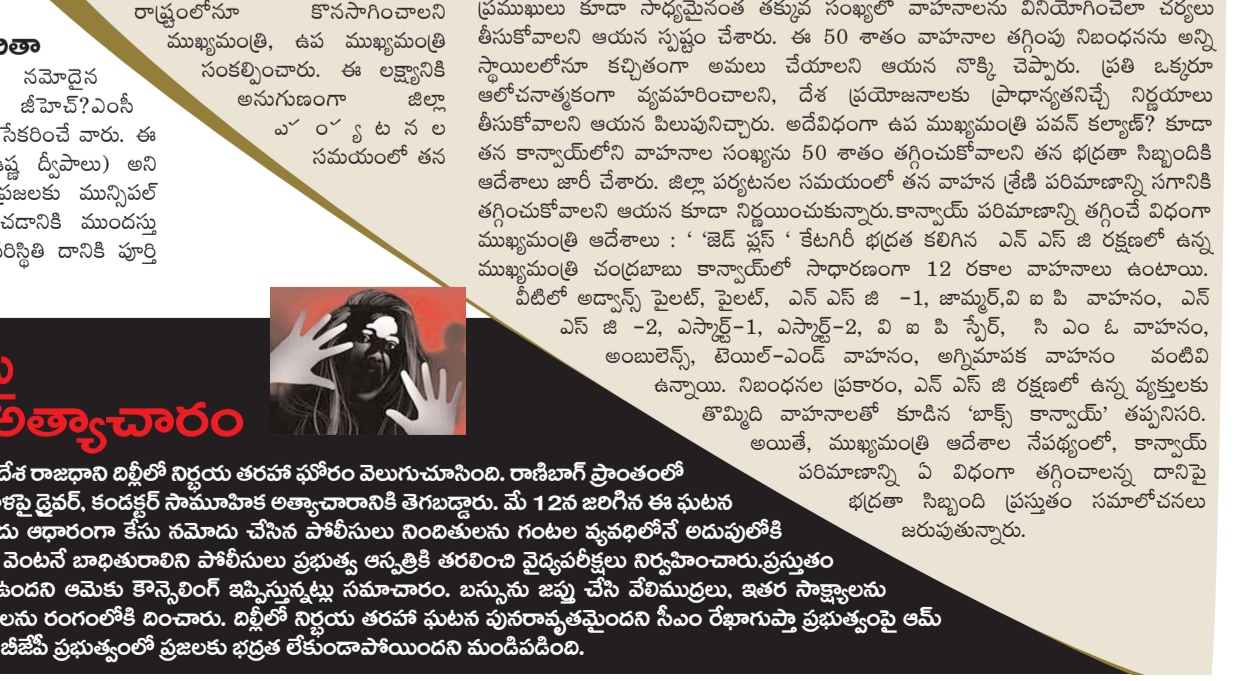 రితా
నమోదైన
జీహెచ్?ఎంసీ
సేకరించే వారు. ఈ
ఉష్ణ ద్వీపాలు) అని
ప్రజలకు మున్సిపల్
చడానికి ముందస్తు
పరిస్థితి దానికి పూర్తి
రాష్ట్రంలోనూ కొనసాగించాలని
ముఖ్యమంత్రి, ఉప ముఖ్యమంత్రి
సంకల్పించారు. ఈ లక్ష్యానికి
అనుగుణంగా జిల్లా
టనల
సమయంలో తన
ప్రముఖులు కూడా సాధ్యమైనంత తక్కువ సంఖ్యలో వాహనాలను వినియోగించేలా చర్యలు
తీసుకోవాలని ఆయన స్పష్టం చేశారు. ఈ 50 శాతం వాహనాల తగ్గింపు నిబంధనను అన్ని
స్థాయిలలోనూ కచ్చితంగా అమలు చేయాలని ఆయన నొక్కి చెప్పారు. ప్రతి ఒక్కరూ
ఆలోచనాత్మకంగా వ్యవహరించాలని, దేశ ప్రయోజనాలకు ప్రాధాన్యతనిచ్చే నిర్ణయాలు
తీసుకోవాలని ఆయన పిలుపునిచ్చారు. అదేవిధంగా ఉప ముఖ్యమంత్రి పవన్ కల్యాణ్? కూడా
తన కాన్వాయ్‌లోని వాహనాల సంఖ్యను 50 శాతం తగ్గించుకోవాలని తన భద్రతా సిబ్బందికి
ఆదేశాలు జారీ చేశారు. జిల్లా పర్యటనల సమయంలో తన వాహన శ్రేణి పరిమాణాన్ని సగానికి
తగ్గించుకోవాలని ఆయన కూడా నిర్ణయించుకున్నారు.కాన్వాయ్ పరిమాణాన్ని తగ్గించే విధంగా
ముఖ్యమంత్రి ఆదేశాలు : ' 'జెడ్ ప్లస్ ' కేటగిరీ భద్రత కలిగిన ఎన్ ఎస్ జి రక్షణలో ఉన్న
ముఖ్యమంత్రి చంద్రబాబు కాన్వాయ్‌లో సాధారణంగా 12 రకాల వాహనాలు ఉంటాయి.
వీటిలో అడ్వాన్స్ పైలట్, పైలట్, ఎన్ ఎస్ జి -1, జామ్మర్,వి ఐ పి వాహనం, ఎన్
ఎస్ జి -2, ఎస్కార్ట్-1, ఎస్కార్ట్-2, వి ఐ పి స్పేర్, సి ఎం ఓ వాహనం,
అంబులెన్స్, టెయిల్-ఎండ్ వాహనం, అగ్నిమాపక వాహనం వంటివి
ఉన్నాయి. నిబంధనల ప్రకారం, ఎన్ ఎస్ జి రక్షణలో ఉన్న వ్యక్తులకు
తొమ్మిది వాహనాలతో కూడిన 'బాక్స్ కాన్వాయ్' తప్పనిసరి.
అయితే, ముఖ్యమంత్రి ఆదేశాల నేపథ్యంలో, కాన్వాయ్
పరిమాణాన్ని ఏ విధంగా తగ్గించాలన్న దానిపై
భద్రతా సిబ్బంది ప్రస్తుతం సమాలోచనలు
జరుపుతున్నారు.
అత్యాచారం
దేశ రాజధాని దిల్లీలో నిర్భయ తరహా ఘోరం వెలుగుచూసింది. రాణిబాగ్ ప్రాంతంలో
ళపై డ్రైవర్, కండక్టర్ సామూహిక అత్యాచారానికి తెగబడ్డారు. మే 12న జరిగిన ఈ ఘటన
దు ఆధారంగా కేసు నమోదు చేసిన పోలీసులు నిందితులను గంటల వ్యవధిలోనే అదుపులోకి
వెంటనే బాధితురాలిని పోలీసులు ప్రభుత్వ ఆస్పత్రికి తరలించి వైద్యపరీక్షలు నిర్వహించారు.ప్రస్తుతం
ఉందని ఆమెకు కౌన్సెలింగ్ ఇప్పిస్తున్నట్లు సమాచారం. బస్సును జప్తు చేసి వేలిముద్రలు, ఇతర సాక్ష్యాలను
లను రంగంలోకి దించారు. దిల్లీలో నిర్భయ తరహా ఘటన పునరావృతమైందని సీఎం రేఖాగుప్తా ప్రభుత్వంపై ఆమ్
బీజేపీ ప్రభుత్వంలో ప్రజలకు భద్రత లేకుండాపోయిందని మండిపడింది.